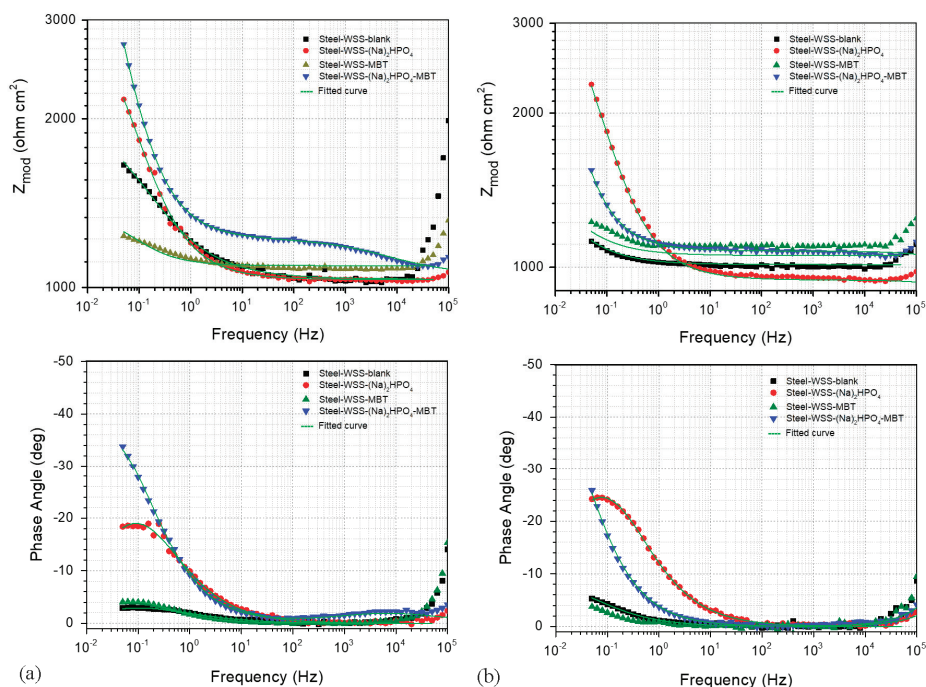 3000
2000
1000
Z_mod (ohm cm²)
Steel-WSS-blank
Steel-WSS-(Na)₂HPO₄
Steel-WSS-MBT
Steel-WSS-(Na)₂HPO₄-MBT
Fitted curve
10⁻² 10⁻¹ 10⁰ 10¹ 10² 10³ 10⁴ 10⁵
Frequency (Hz)
3000
2000
1000
Z_mod (ohm cm²)
Steel-WSS-blank
Steel-WSS-(Na)₂HPO₄
Steel-WSS-MBT
Steel-WSS-(Na)₂HPO₄-MBT
Fitted curve
10⁻² 10⁻¹ 10⁰ 10¹ 10² 10³ 10⁴ 10⁵
Frequency (Hz)
-50
-40
-30
-20
-10
0
Phase Angle (deg)
Steel-WSS-blank
Steel-WSS-(Na)₂HPO₄
Steel-WSS-MBT
Steel-WSS-(Na)₂HPO₄-MBT
Fitted curve
10⁻² 10⁻¹ 10⁰ 10¹ 10² 10³ 10⁴ 10⁵
Frequency (Hz)
(a)
-50
-40
-30
-20
-10
0
Phase Angle (deg)
Steel-WSS-blank
Steel-WSS-(Na)₂HPO₄
Steel-WSS-MBT
Steel-WSS-(Na)₂HPO₄-MBT
Fitted curve
10⁻² 10⁻¹ 10⁰ 10¹ 10² 10³ 10⁴ 10⁵
Frequency (Hz)
(b)